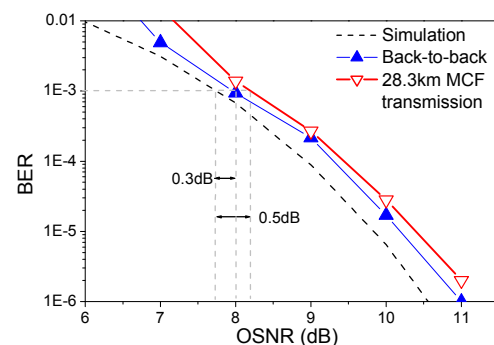 0.01
1E-3
1E-4
1E-5
1E-6
BER
Simulation
Back-to-back
28.3km MCF
transmission
0.3dB
0.5dB
6 7 8 9 10 11
OSNR (dB)